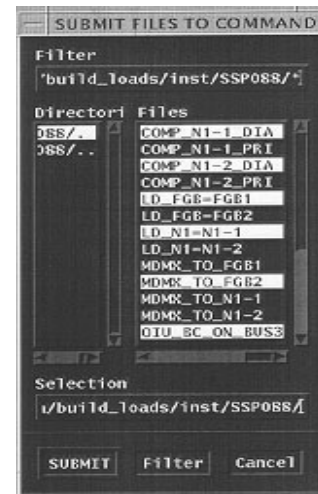 SUBMIT FILES TO COMMAND
Filter
'build_loads/inst/SSP088/*
Directori Files
088/. COMP_N1-1_DIA
088/.. COMP_N1-1_PRI
COMP_N1-2_DIA
COMP_N1-2_PRI
LD_FGB=FGB1
LD_FGB-FGB2
LD_N1=N1-1
LD_N1-N1-2
MDMX_TO_FGB1
MDMX_TO_FGB2
MDMX_TO_N1-1
MDMX_TO_N1-2
OIU_BC_ON_BUS3
Selection
ı/build_loads/inst/SSP088/
SUBMIT Filter Cancel